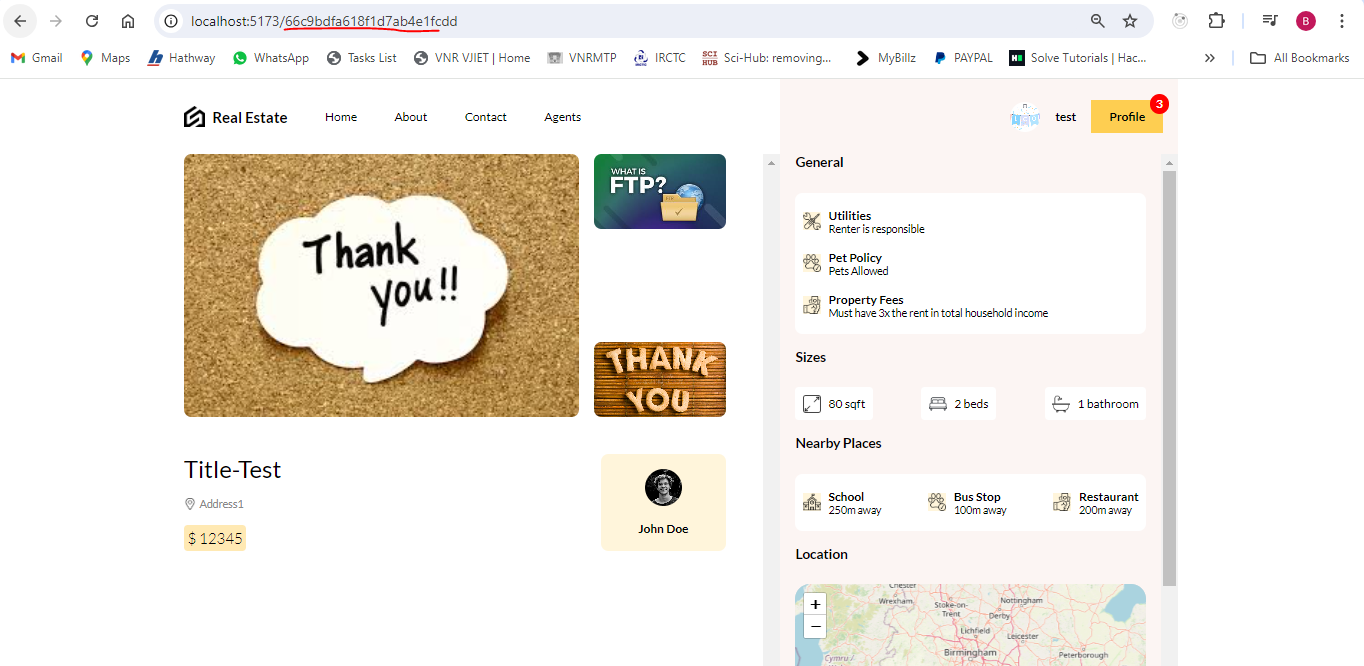 localhost:5173/66c9bdfa618f1d7ab4e1fcdd
B
Gmail Maps Hathway WhatsApp Tasks List VNR VJIET | Home VNRMTP IRCTC SCI HUB Sci-Hub: removing... MyBillz PAYPAL Solve Tutorials | Hac... » All Bookmarks
Real Estate Home About Contact Agents
test Profile 3
Thank
you!!
WHAT IS
FTP?
THANK
YOU
Title-Test
Address1
$ 12345
John Doe
General
Utilities
Renter is responsible
Pet Policy
Pets Allowed
Property Fees
Must have 3x the rent in total household income
Sizes
80 sqft 2 beds 1 bathroom
Nearby Places
School Bus Stop Restaurant
250m away 100m away 200m away
Location
+
−
Chester
Wrexham
Stoke-on-
Trent
Nottingham
Derby
Lichfield
Leicester
Birmingham
Peterborough
Cymru